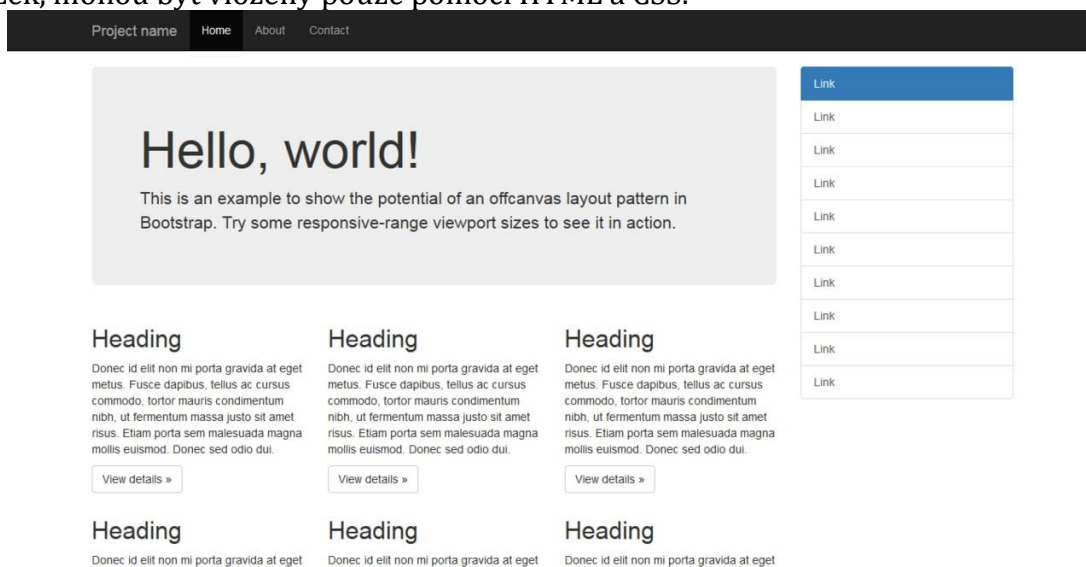 být vloženy pouze pomocí HTML a CSS.
Project name Home About Contact
Hello, world!
This is an example to show the potential of an offcanvas layout pattern in
Bootstrap. Try some responsive-range viewport sizes to see it in action.
Link
Link
Link
Link
Link
Link
Link
Link
Link
Link
Heading
Donec id elit non mi porta gravida at eget
metus. Fusce dapibus, tellus ac cursus
commodo, tortor mauris condimentum
nibh, ut fermentum massa justo sit amet
risus. Etiam porta sem malesuada magna
mollis euismod. Donec sed odio dui.
View details »
Heading
Donec id elit non mi porta gravida at eget
metus. Fusce dapibus, tellus ac cursus
commodo, tortor mauris condimentum
nibh, ut fermentum massa justo sit amet
risus. Etiam porta sem malesuada magna
mollis euismod. Donec sed odio dui.
View details »
Heading
Donec id elit non mi porta gravida at eget
metus. Fusce dapibus, tellus ac cursus
commodo, tortor mauris condimentum
nibh, ut fermentum massa justo sit amet
risus. Etiam porta sem malesuada magna
mollis euismod. Donec sed odio dui.
View details »
Heading
Donec id elit non mi porta gravida at eget
Heading
Donec id elit non mi porta gravida at eget
Heading
Donec id elit non mi porta gravida at eget